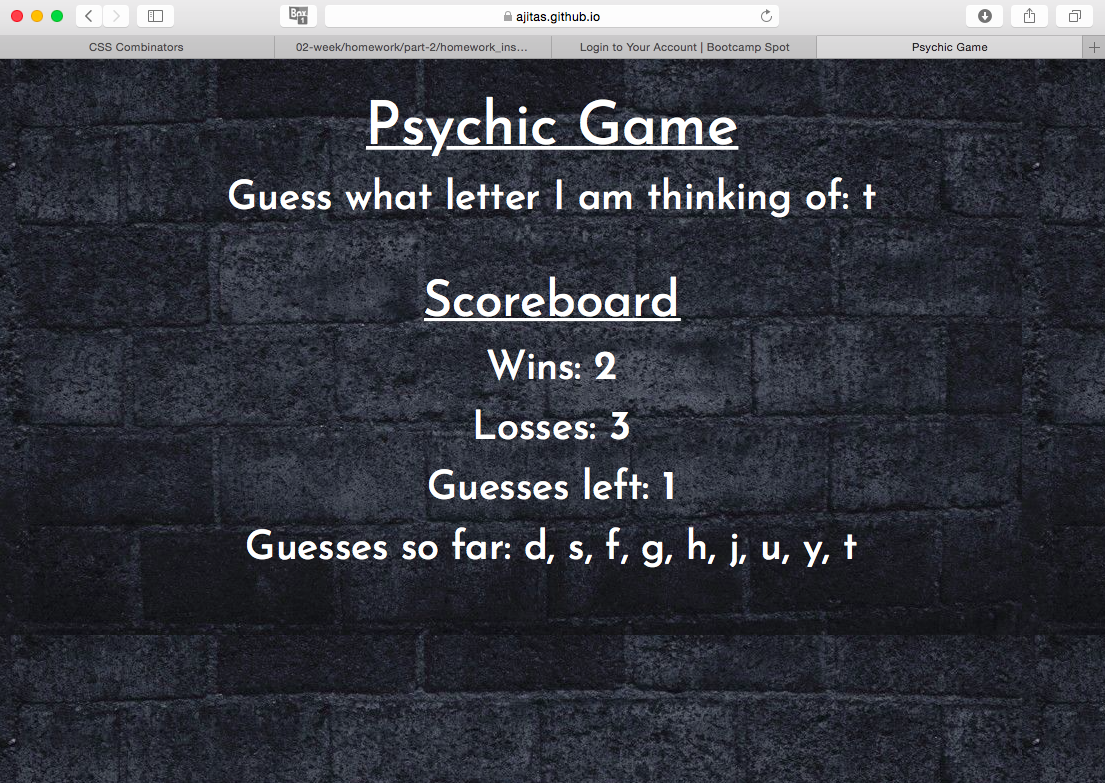 Box
1
ajitas.github.io
CSS Combinators
02-week/homework/part-2/homework_ins...
Login to Your Account | Bootcamp Spot
Psychic Game
Psychic Game
Guess what letter I am thinking of: t
Scoreboard
Wins: 2
Losses: 3
Guesses left: 1
Guesses so far: d, s, f, g, h, j, u, y, t